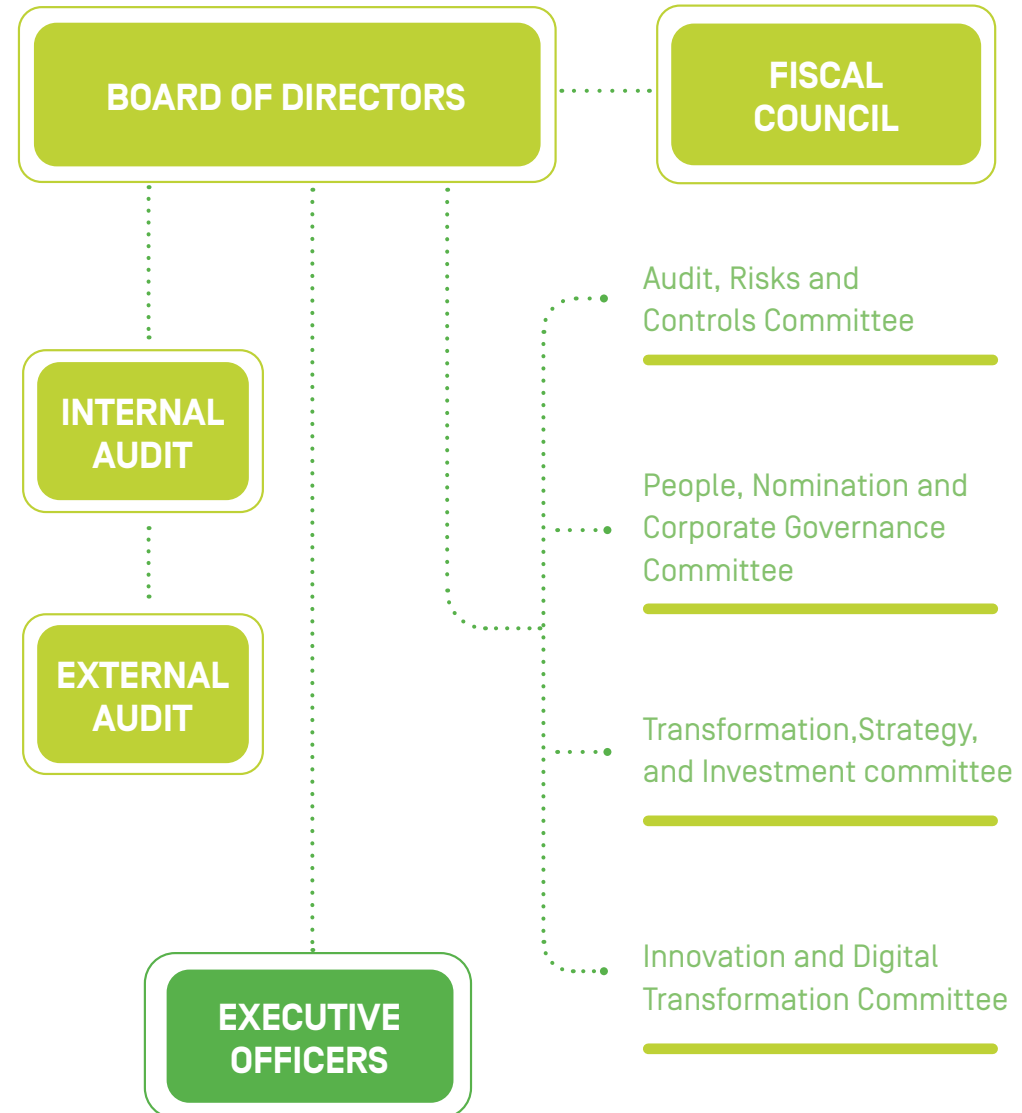 BOARD OF DIRECTORS
FISCAL
COUNCIL
Audit, Risks and
Controls Committee
INTERNAL
AUDIT
People, Nomination and
Corporate Governance
Committee
EXTERNAL
AUDIT
Transformation,Strategy,
and Investment committee
Innovation and Digital
Transformation Committee
EXECUTIVE
OFFICERS